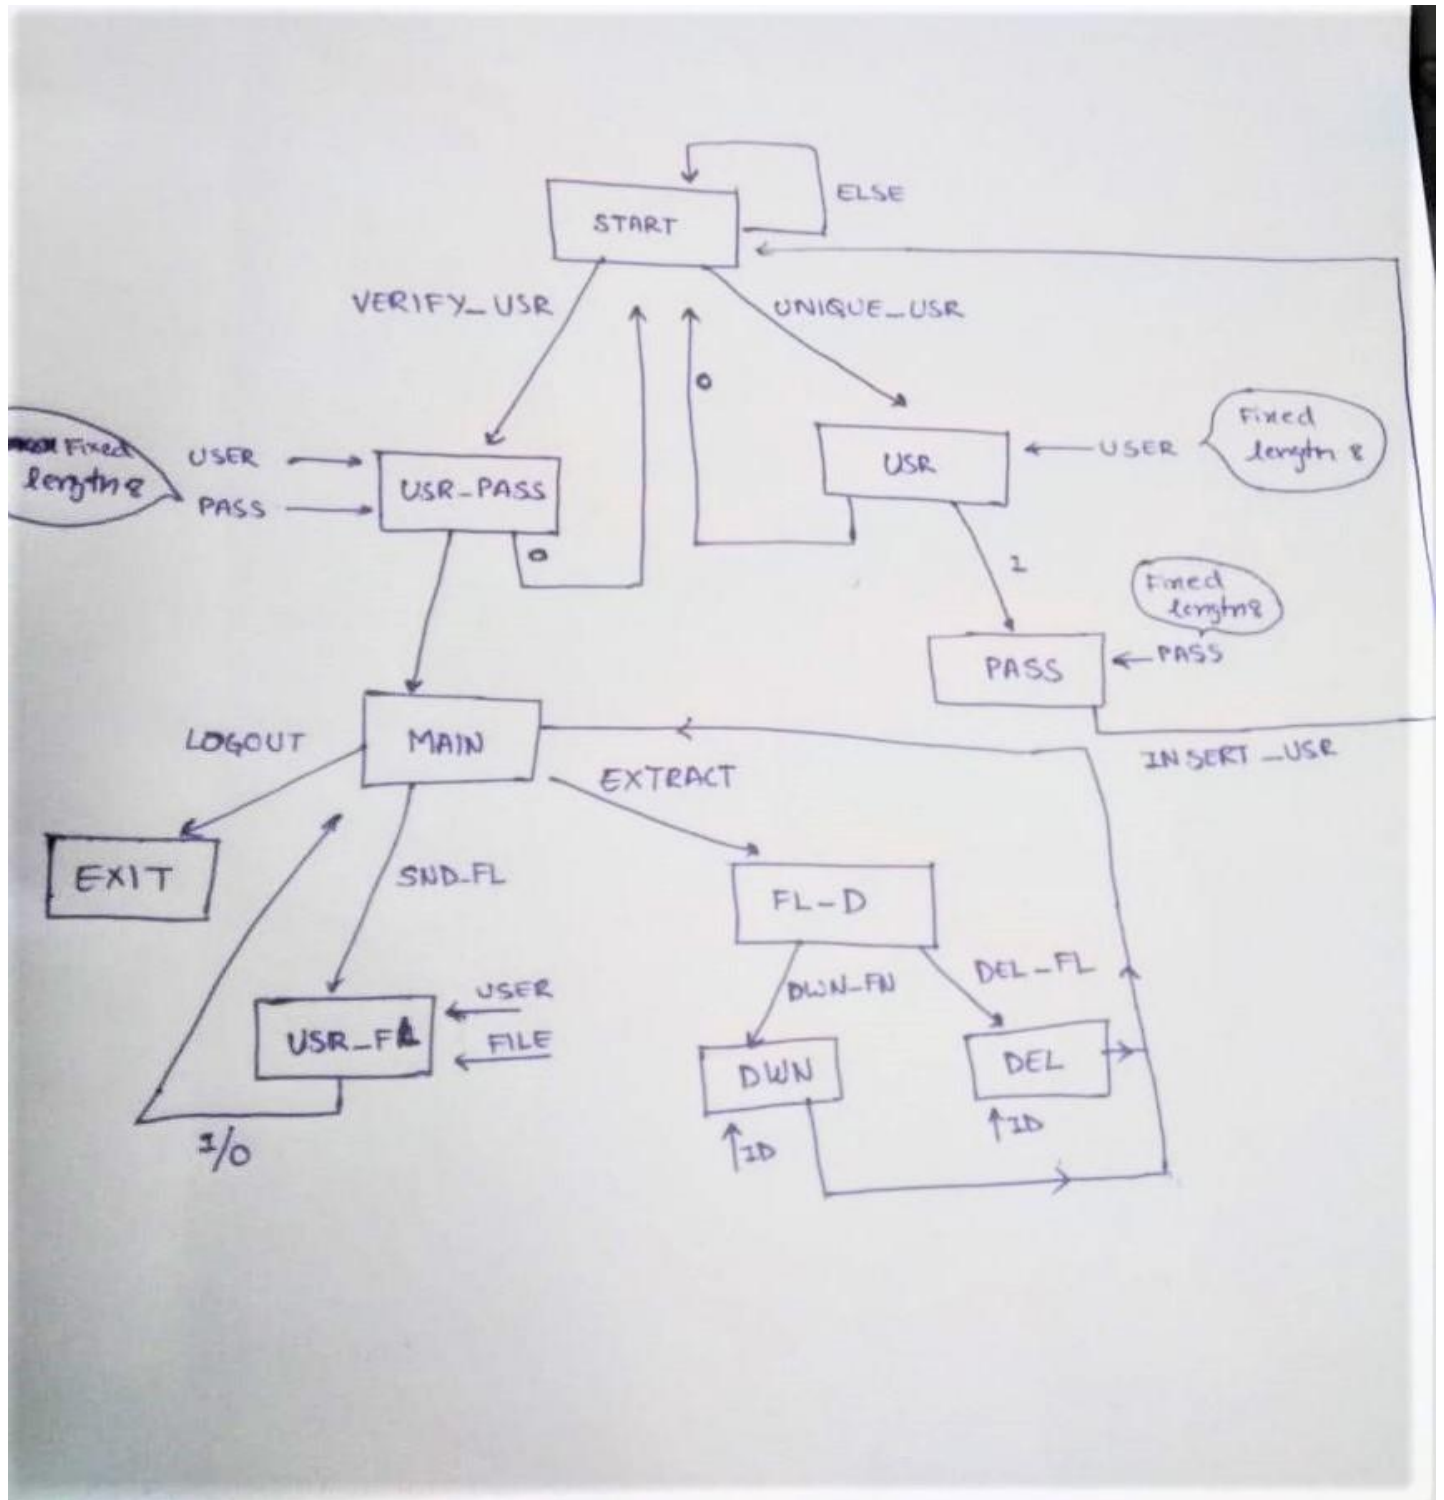 ELSE
START
VERIFY_USR
UNIQUE_USR
0
Fixed
length 8
USER
PASS
USR-PASS
0
USR
USER
Fixed
length 8
1
Fixed
length 8
PASS
PASS
INSERT_USR
LOGOUT
MAIN
EXTRACT
EXIT
SND_FL
FL-D
DWN_FN
DEL_FL
USR_FL
USER
FILE
DWN
DEL
ID
ID
1/0